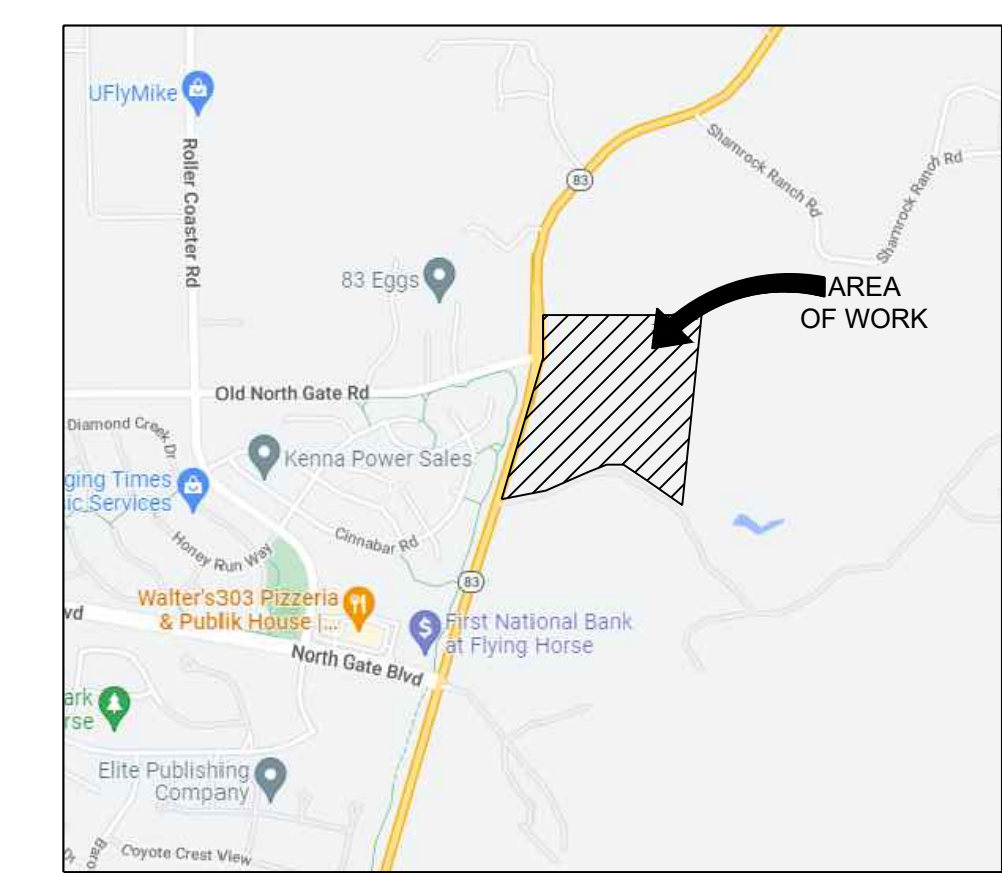 UFlyMike
Roller Coaster Rd
83
Shamrock Ranch Rd
Shamrock Ranch Rd
83 Eggs
AREA
OF WORK
Old North Gate Rd
Diamond Creek Dr
Kenna Power Sales
ging Times
ic Services
Cinnabar Rd
Honey Run Way
83
Walter's303 Pizzeria
& Publik House |...
First National Bank
at Flying Horse
vd
North Gate Blvd
ark
rse
Elite Publishing
Company
Baro
Coyote Crest View